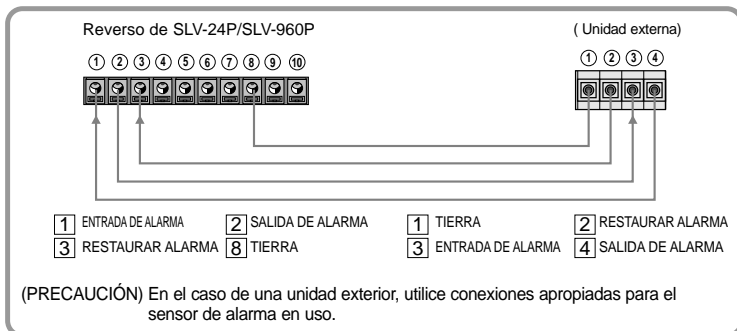 Reverso de SLV-24P/SLV-960P
( Unidad externa)
1 2 3 4 5 6 7 8 9 10
1 2 3 4
1 ENTRADA DE ALARMA 2 SALIDA DE ALARMA 1 TIERRA 2 RESTAURAR ALARMA
3 RESTAURAR ALARMA 8 TIERRA 3 ENTRADA DE ALARMA 4 SALIDA DE ALARMA
(PRECAUCIÓN) En el caso de una unidad exterior, utilice conexiones apropiadas para el
sensor de alarma en uso.